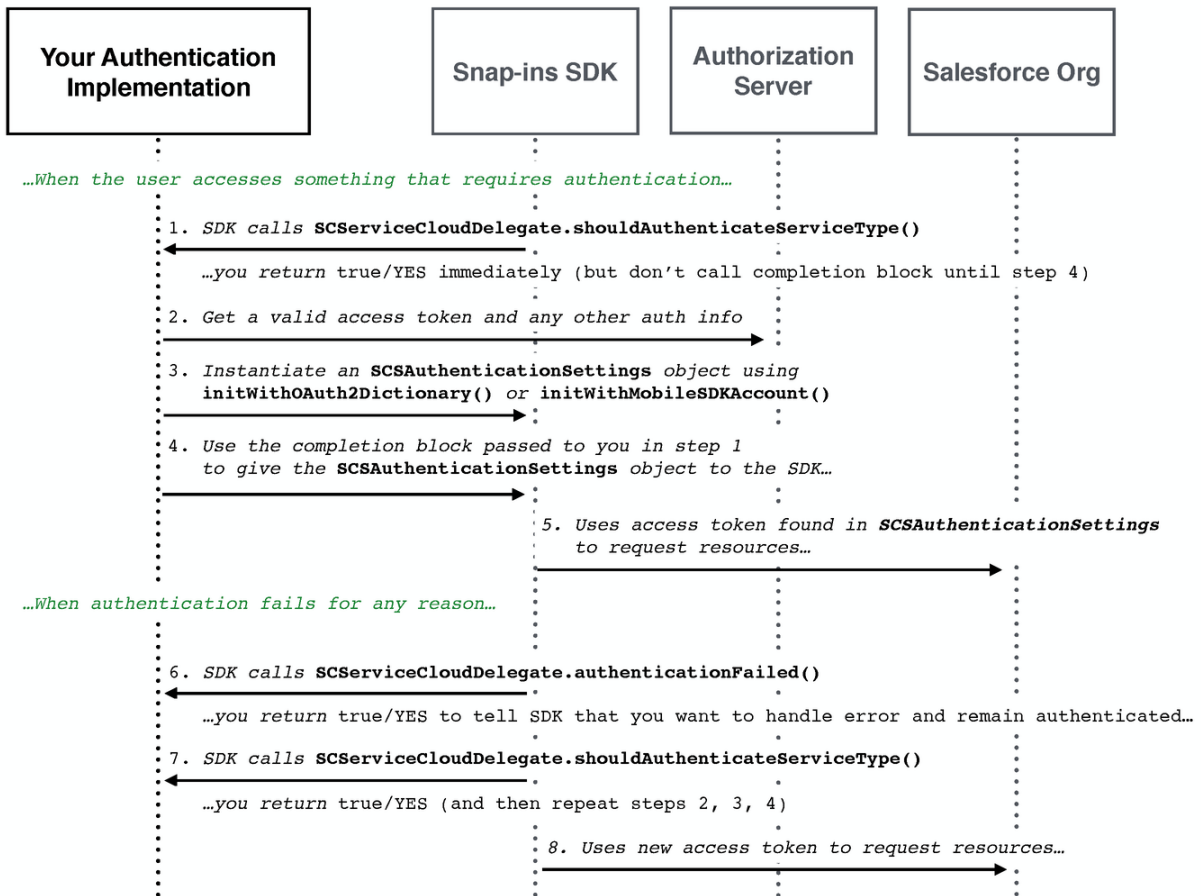 Your Authentication
Implementation
Snap-ins SDK
Authorization
Server
Salesforce Org
…When the user accesses something that requires authentication…
1. SDK calls SCServiceCloudDelegate.shouldAuthenticateServiceType()
…you return true/YES immediately (but don’t call completion block until step 4)
2. Get a valid access token and any other auth info
3. Instantiate an SCSAuthenticationSettings object using
initWithOAuth2Dictionary() or initWithMobileSDKAccount()
4. Use the completion block passed to you in step 1
to give the SCSAuthenticationSettings object to the SDK…
5. Uses access token found in SCSAuthenticationSettings
to request resources…
…When authentication fails for any reason…
6. SDK calls SCServiceCloudDelegate.authenticationFailed()
…you return true/YES to tell SDK that you want to handle error and remain authenticated…
7. SDK calls SCServiceCloudDelegate.shouldAuthenticateServiceType()
…you return true/YES (and then repeat steps 2, 3, 4)
8. Uses new access token to request resources…